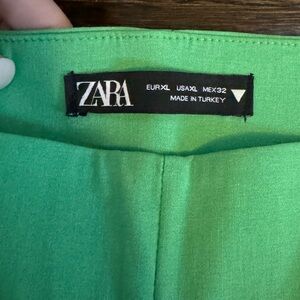 ZARA
EUR XL USA XL MEX 32
MADE IN TURKEY